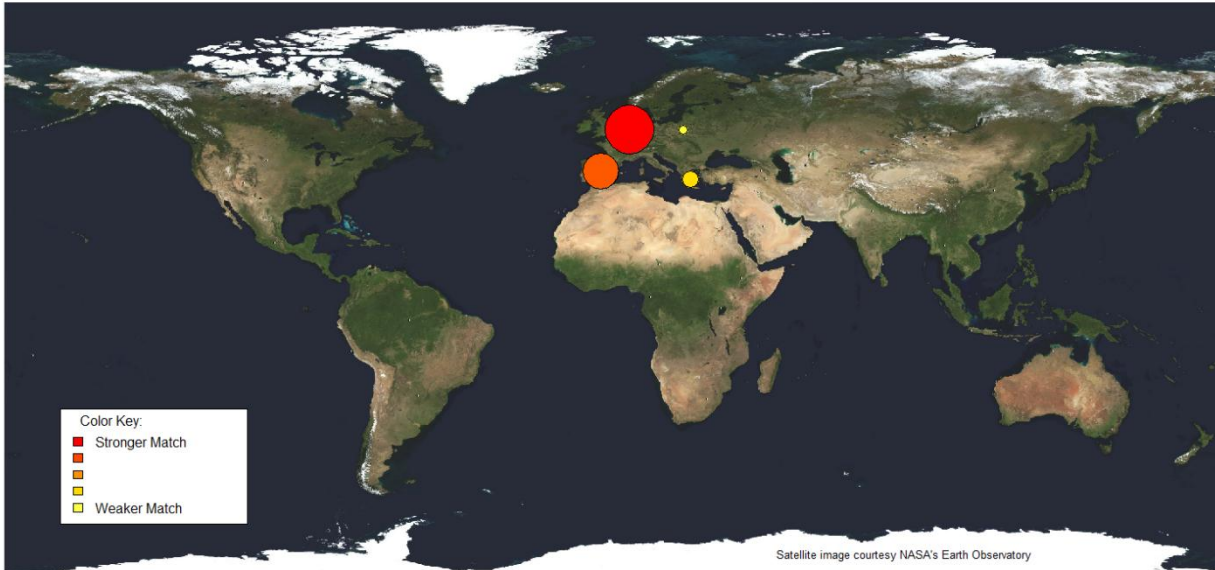 Color Key:
Stronger Match
Weaker Match
Satellite image courtesy NASA's Earth Observatory